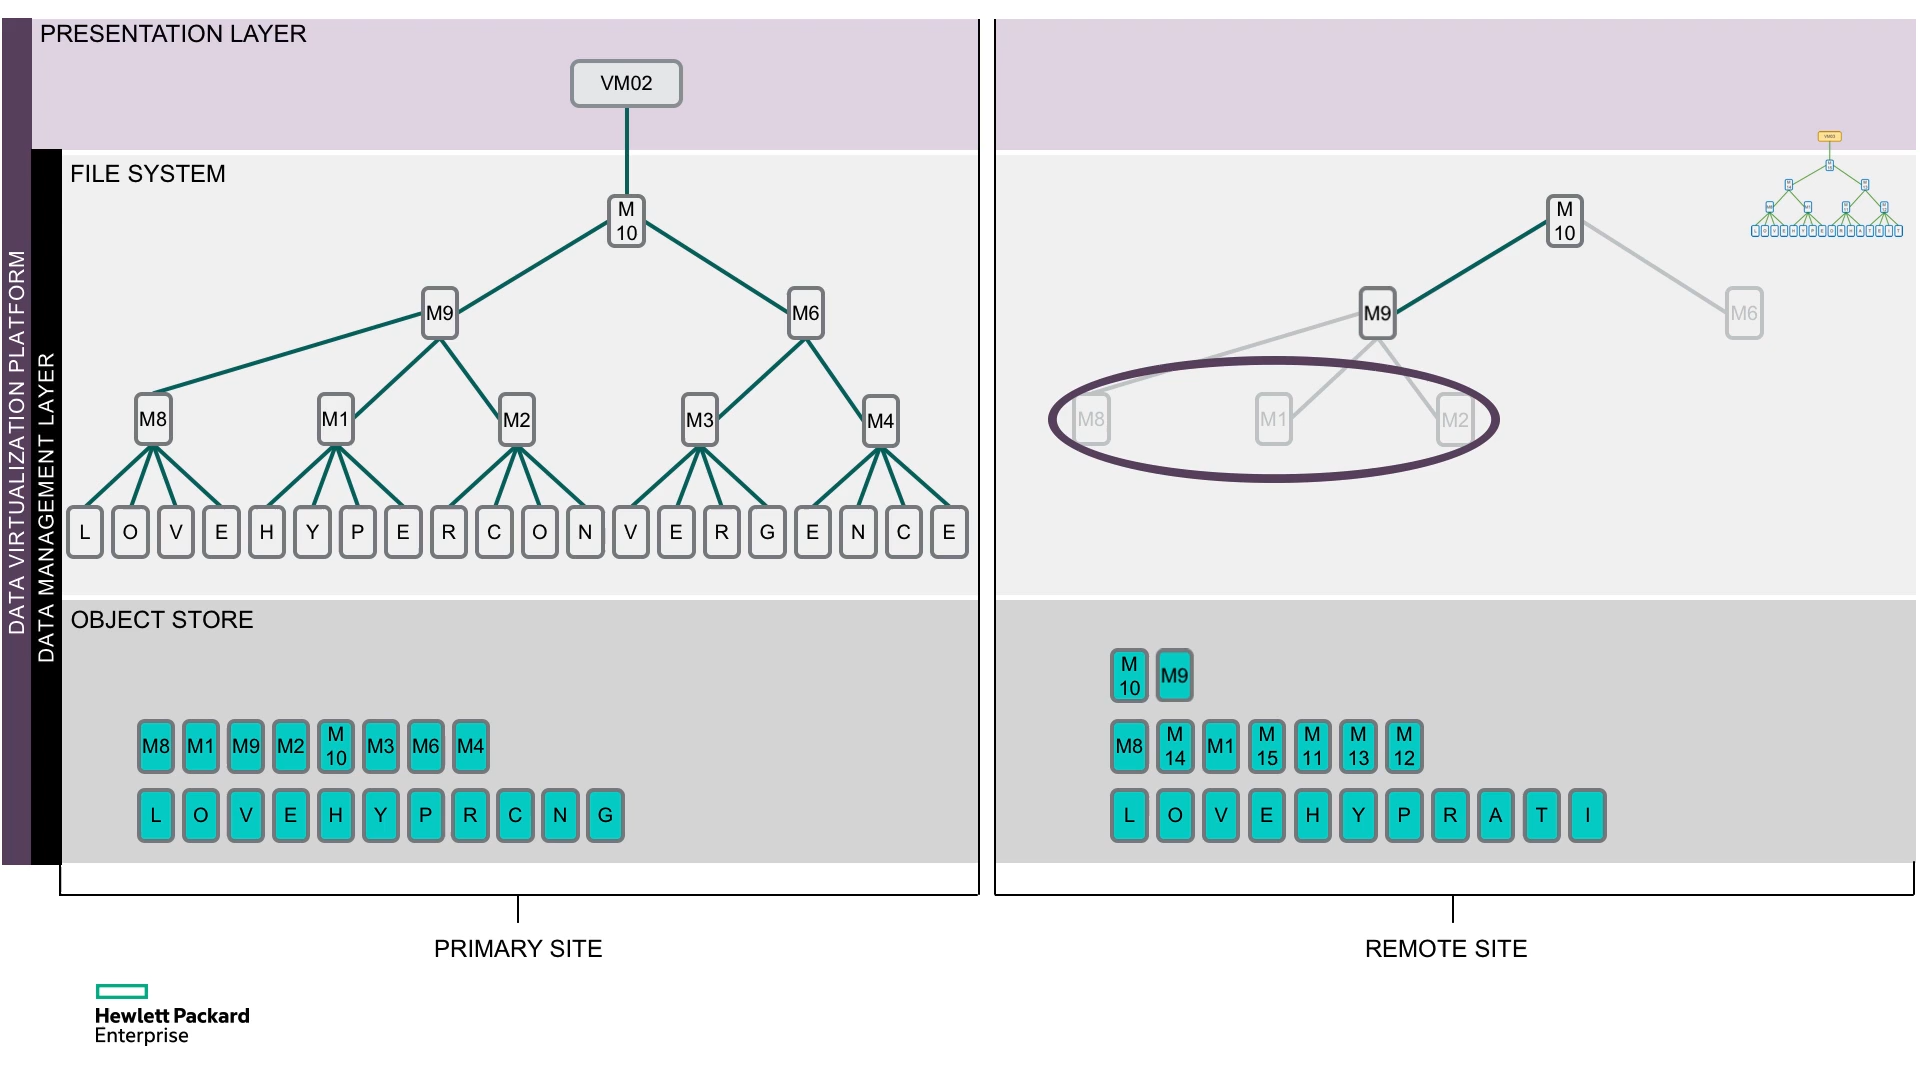 PRESENTATION LAYER
VM02
FILE SYSTEM
M
10
M9
M6
M8
M1
M2
M3
M4
L O V E H Y P E R C O N V E R G E N C E
OBJECT STORE
M8 M1 M9 M2 M 10 M3 M6 M4
L O V E H Y P R C N G
DATA VIRTUALIZATION PLATFORM
DATA MANAGEMENT LAYER
M
10
M9
M6
M8
M1
M2
M
10
M9
M8 M 14 M1 M 15 M 11 M 13 M 12
L O V E H Y P R A T I
PRIMARY SITE
REMOTE SITE
Hewlett Packard
Enterprise